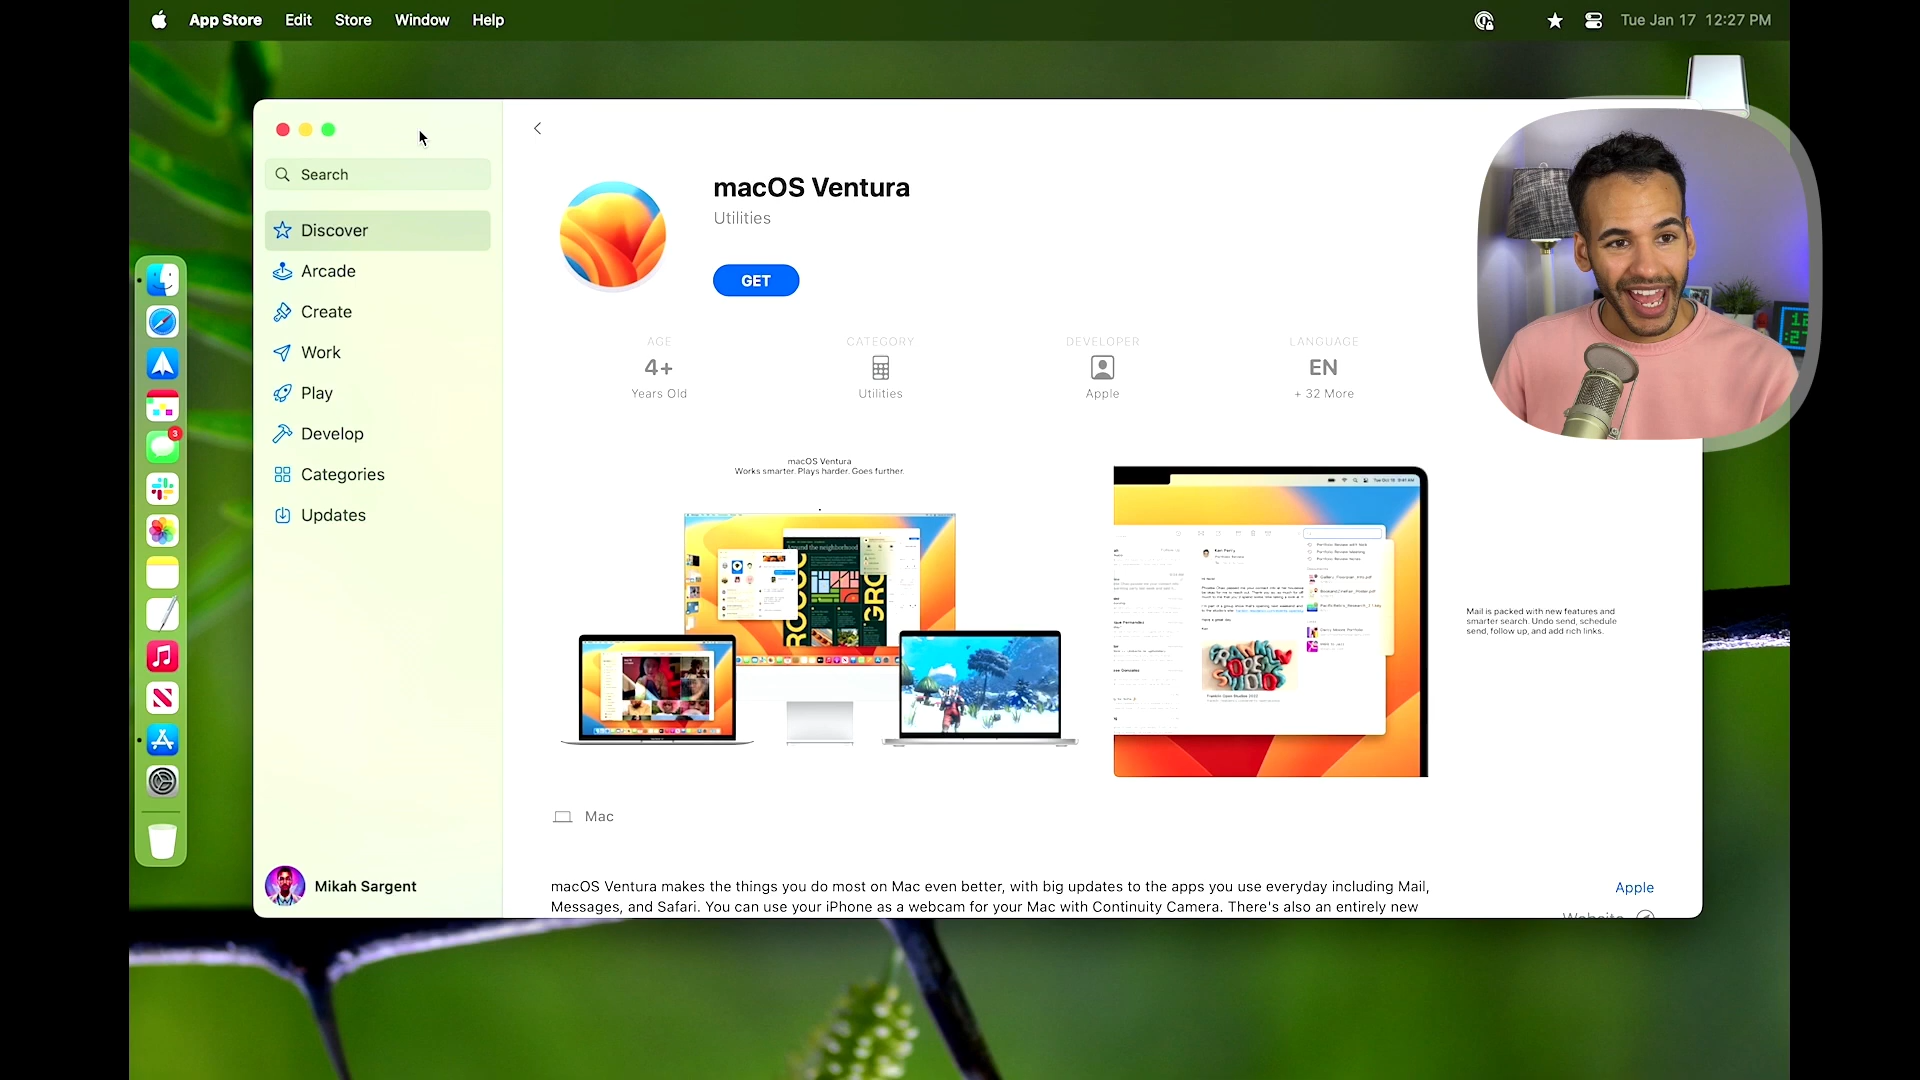 App Store Edit Store Window Help
Tue Jan 17 12:27 PM
Search
Discover
Arcade
Create
Work
Play
Develop
Categories
Updates
Mikah Sargent
3
macOS Ventura
Utilities
GET
AGE
4+
Years Old
CATEGORY
Utilities
DEVELOPER
Apple
LANGUAGE
EN
+ 32 More
macOS Ventura
Works smarter. Plays harder. Goes further.
Around the neighborhood
Mail is packed with new features and
smarter search. Undo send, schedule
send, follow up, and add rich links.
Mac
macOS Ventura makes the things you do most on Mac even better, with big updates to the apps you use everyday including Mail,
Messages, and Safari. You can use your iPhone as a webcam for your Mac with Continuity Camera. There's also an entirely new
Apple
Website